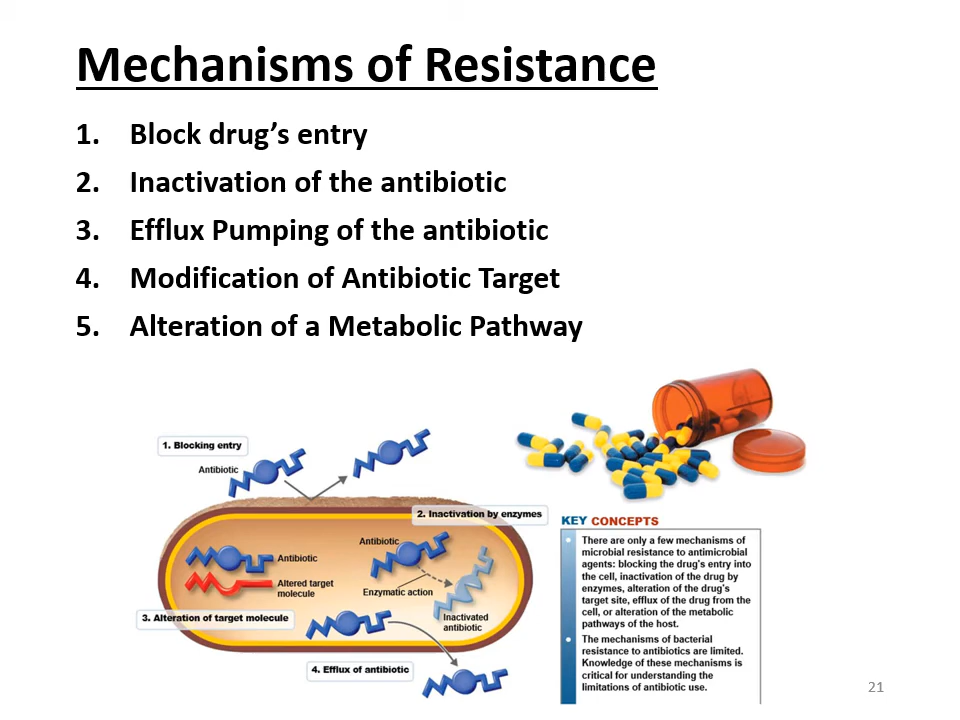 Mechanisms of Resistance
1. Block drug’s entry
2. Inactivation of the antibiotic
3. Efflux Pumping of the antibiotic
4. Modification of Antibiotic Target
5. Alteration of a Metabolic Pathway
1. Blocking entry
Antibiotic
2. Inactivation by enzymes
Antibiotic
Antibiotic
Altered target
molecule
Enzymatic action
3. Alteration of target molecule
Inactivated
antibiotic
4. Efflux of antibiotic
KEY CONCEPTS
There are only a few mechanisms of
microbial resistance to antimicrobial
agents: blocking the drug's entry into
the cell, inactivation of the drug by
enzymes, alteration of the drug's
target site, efflux of the drug from the
cell, or alteration of the metabolic
pathways of the host.
The mechanisms of bacterial
resistance to antibiotics are limited.
Knowledge of these mechanisms is
critical for understanding the
limitations of antibiotic use.
21